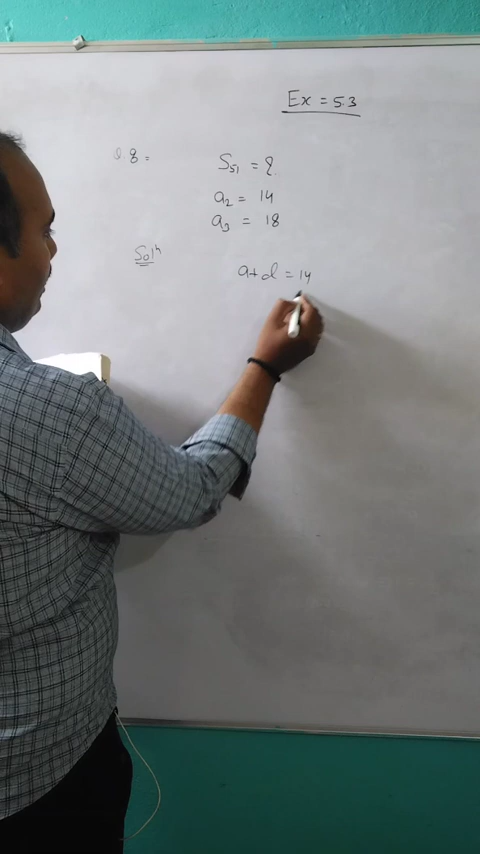 Ex = 5.3
Q.8 =
S₅₁ = ?
a₂ = 14
a₃ = 18
Solⁿ
a+d = 14